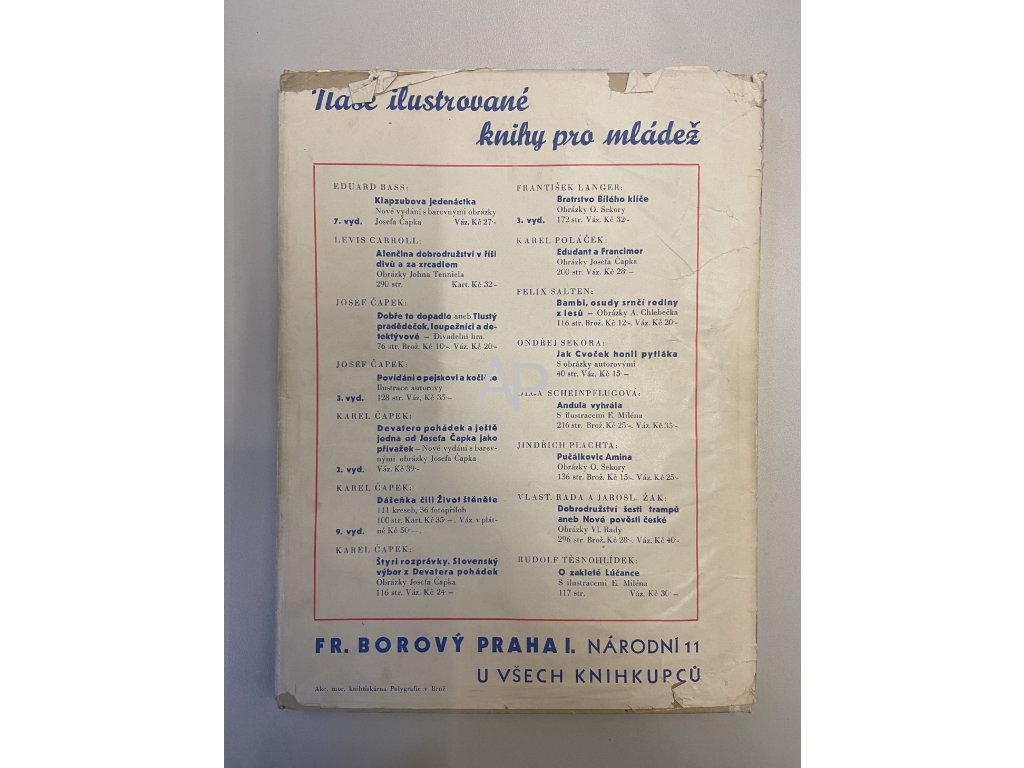 Naše ilustrované
knihy pro mládež
EDUARD BASS:
Klapzubova jedenáctka
Nové vydání s barevnými obrázky
7. vyd. Josefa Čapka Váz. Kč 27·-
LEVIS CARROLL:
Alenčina dobrodružství v říši
divů a za zrcadlem
Obrázky Johna Tenniela
290 str. Kart. Kč 32·-
JOSEF ČAPEK:
Dobře to dopadlo aneb Tlustý
pradědeček, loupežníci a de-
tektývové – Divadelní hra.
76 str. Brož. Kč 10·-. Váz. Kč 20·-
JOSEF ČAPEK:
Povídání o pejskovi a kočičce
Ilustrace autorovy
3. vyd. 128 str. Váz. Kč 35·–
KAREL ČAPEK:
Devatero pohádek a ještě
jedna od Josefa Čapka jako
přívažek – Nové vydání s barev-
nými obrázky Josefa Čapka
2. vyd. Váz. Kč 39·-
KAREL ČAPEK:
Dášeňka čili Život štěněte
111 kreseb, 36 fotopříloh
100 str. Kart. Kč 35·–. Váz. v plát-
9. vyd. ně Kč 50·–.
KAREL ČAPEK:
Štyri rozprávky. Slovenský
výbor z Devatera pohádek
Obrázky Josefa Čapka
116 str. Váz. Kč 24·–
FRANTIŠEK LANGER:
Bratrstvo Bílého klíče
Obrázky O. Sekory
3. vyd. 172 str. Váz. Kč 32·-
KAREL POLÁČEK:
Edudant a Francimor
Obrázky Josefa Čapka
200 str. Váz. Kč 28·–
FELIX SALTEN:
Bambi, osudy srnčí rodiny
z lesů – Obrázky A. Chlebečka
116 str. Brož. Kč 12·-. Váz. Kč 20·-
ONDŘEJ SEKORA:
Jak Cvoček honil pytláka
S obrázky autorovými
40 str. Váz. Kč 15·–
OLGA SCHEINPFLUGOVÁ:
Andula vyhrála
S ilustracemi E. Miléna
216 str. Brož. Kč 25·-. Váz. Kč 35·-
JINDŘICH PLACHTA:
Pučálkovic Amina
Obrázky O. Sekory
136 str. Brož. Kč 15·-. Váz. Kč 25·-
VLAST. RADA A JAROSL. ŽÁK:
Dobrodružství šesti trampů
aneb Nové pověsti české
Obrázky Vl. Rady
296 str. Brož. Kč 28·-. Váz. Kč 40·-
RUDOLF TĚSNOHLÍDEK:
O zakleté Lúčance
S ilustracemi E. Miléna
117 str. Váz. Kč 30·–
FR. BOROVÝ PRAHA I. NÁRODNÍ 11
U VŠECH KNIHKUPCŮ
Akc. mor. knihtiskárna Polygrafie v Brně
AP